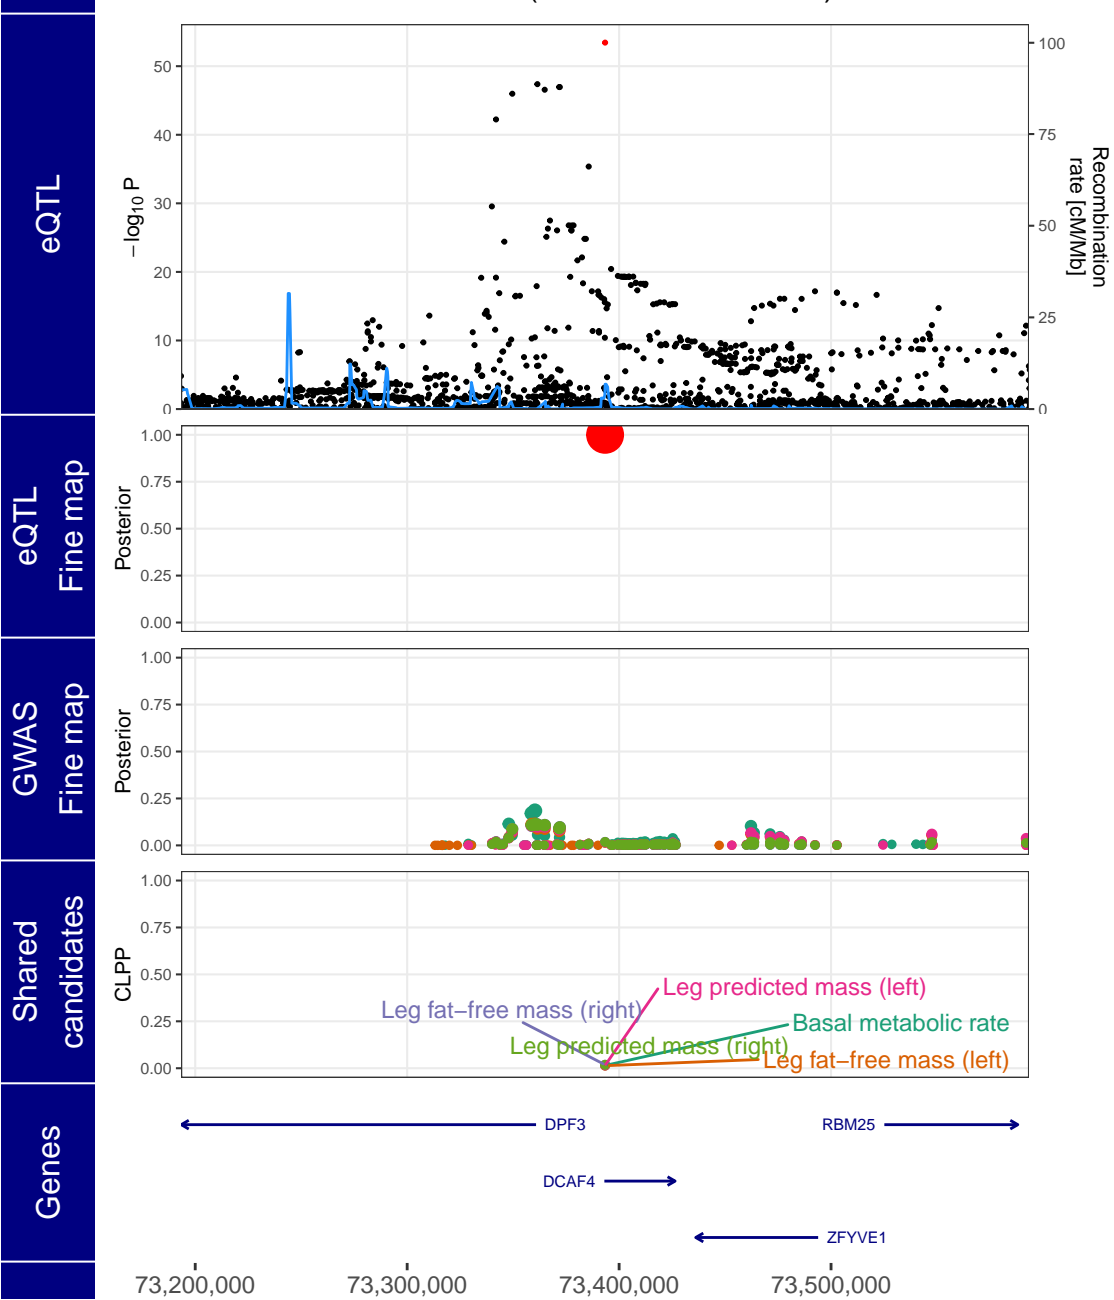 eQTL
−log10 P
50
40
30
20
10
0
100
75
50
25
0
Recombination
rate [cM/Mb]
eQTL
Fine map
Posterior
1.00
0.75
0.50
0.25
0.00
GWAS
Fine map
Posterior
1.00
0.75
0.50
0.25
0.00
Shared
candidates
CLPP
1.00
0.75
0.50
0.25
0.00
Leg predicted mass (left)
Leg fat−free mass (right)
Basal metabolic rate
Leg predicted mass (right)
Leg fat−free mass (left)
Genes
DPF3
RBM25
DCAF4
ZFYVE1
73,200,000
73,300,000
73,400,000
73,500,000